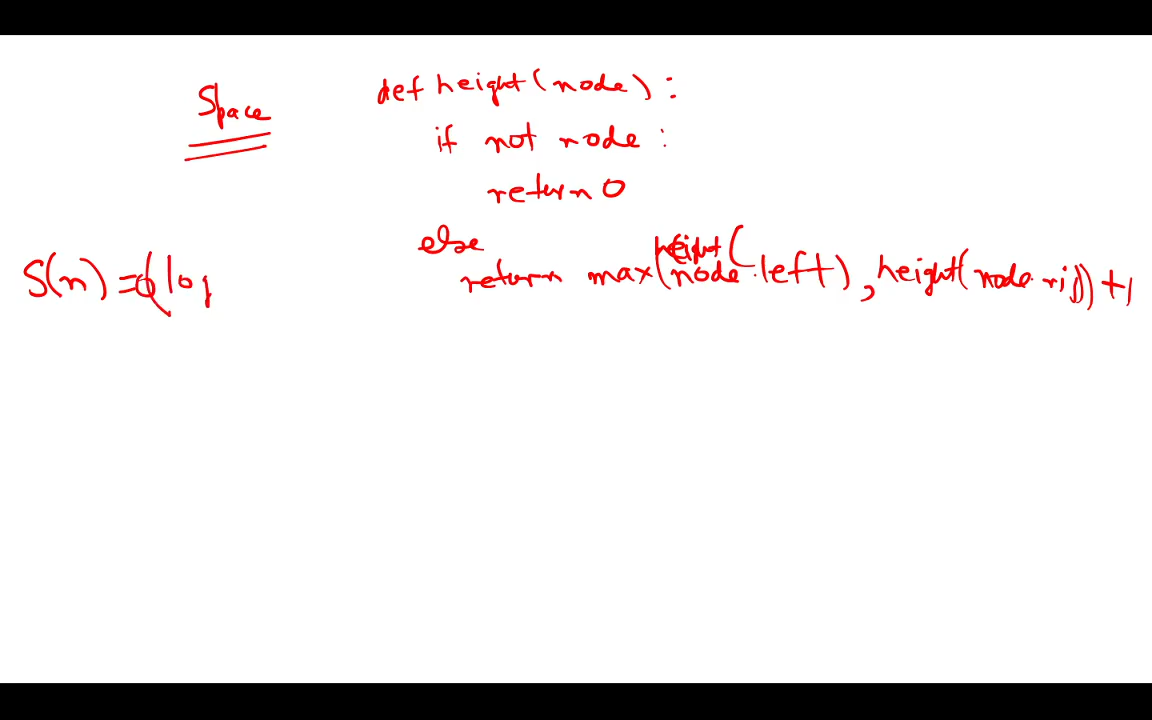 Space
def height(node):
if not node:
return 0
else
return max(height(node.left), height(node.ri)) +1
S(n) = O(log